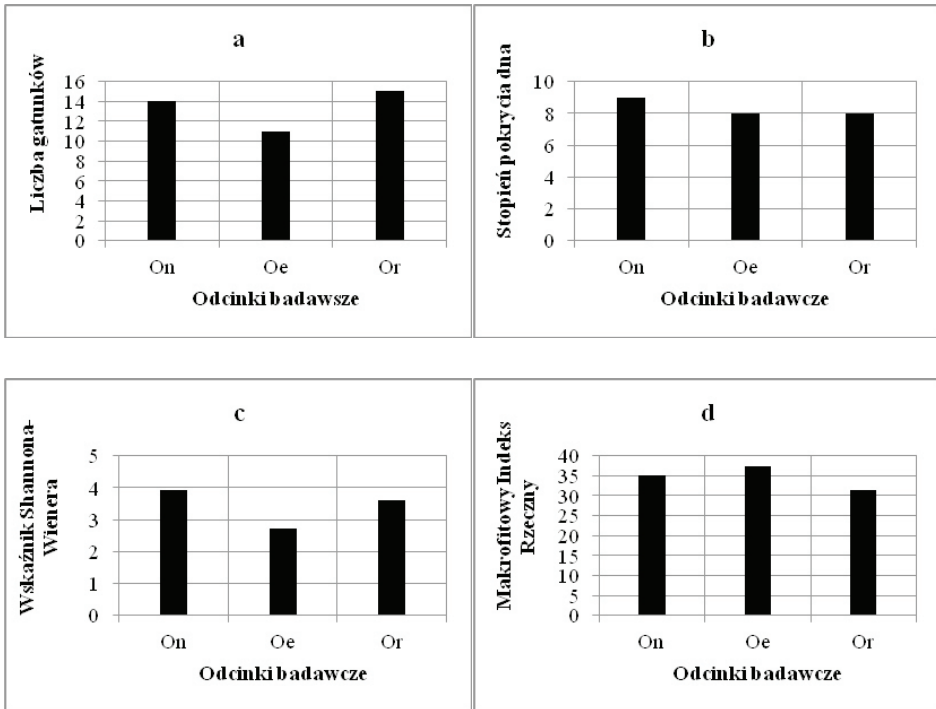 a
Liczba gatunków
16
14
12
10
8
6
4
2
0
On Oe Or
Odcinki badawsze
b
Stopień pokrycia dna
10
8
6
4
2
0
On Oe Or
Odcinki badawcze
c
Wskaźnik Shannona-
Wienera
5
4
3
2
1
0
On Oe Or
Odcinki badawcze
d
Makrofitowy Indeks
Rzeczny
40
35
30
25
20
15
10
5
0
On Oe Or
Odcinki badawcze